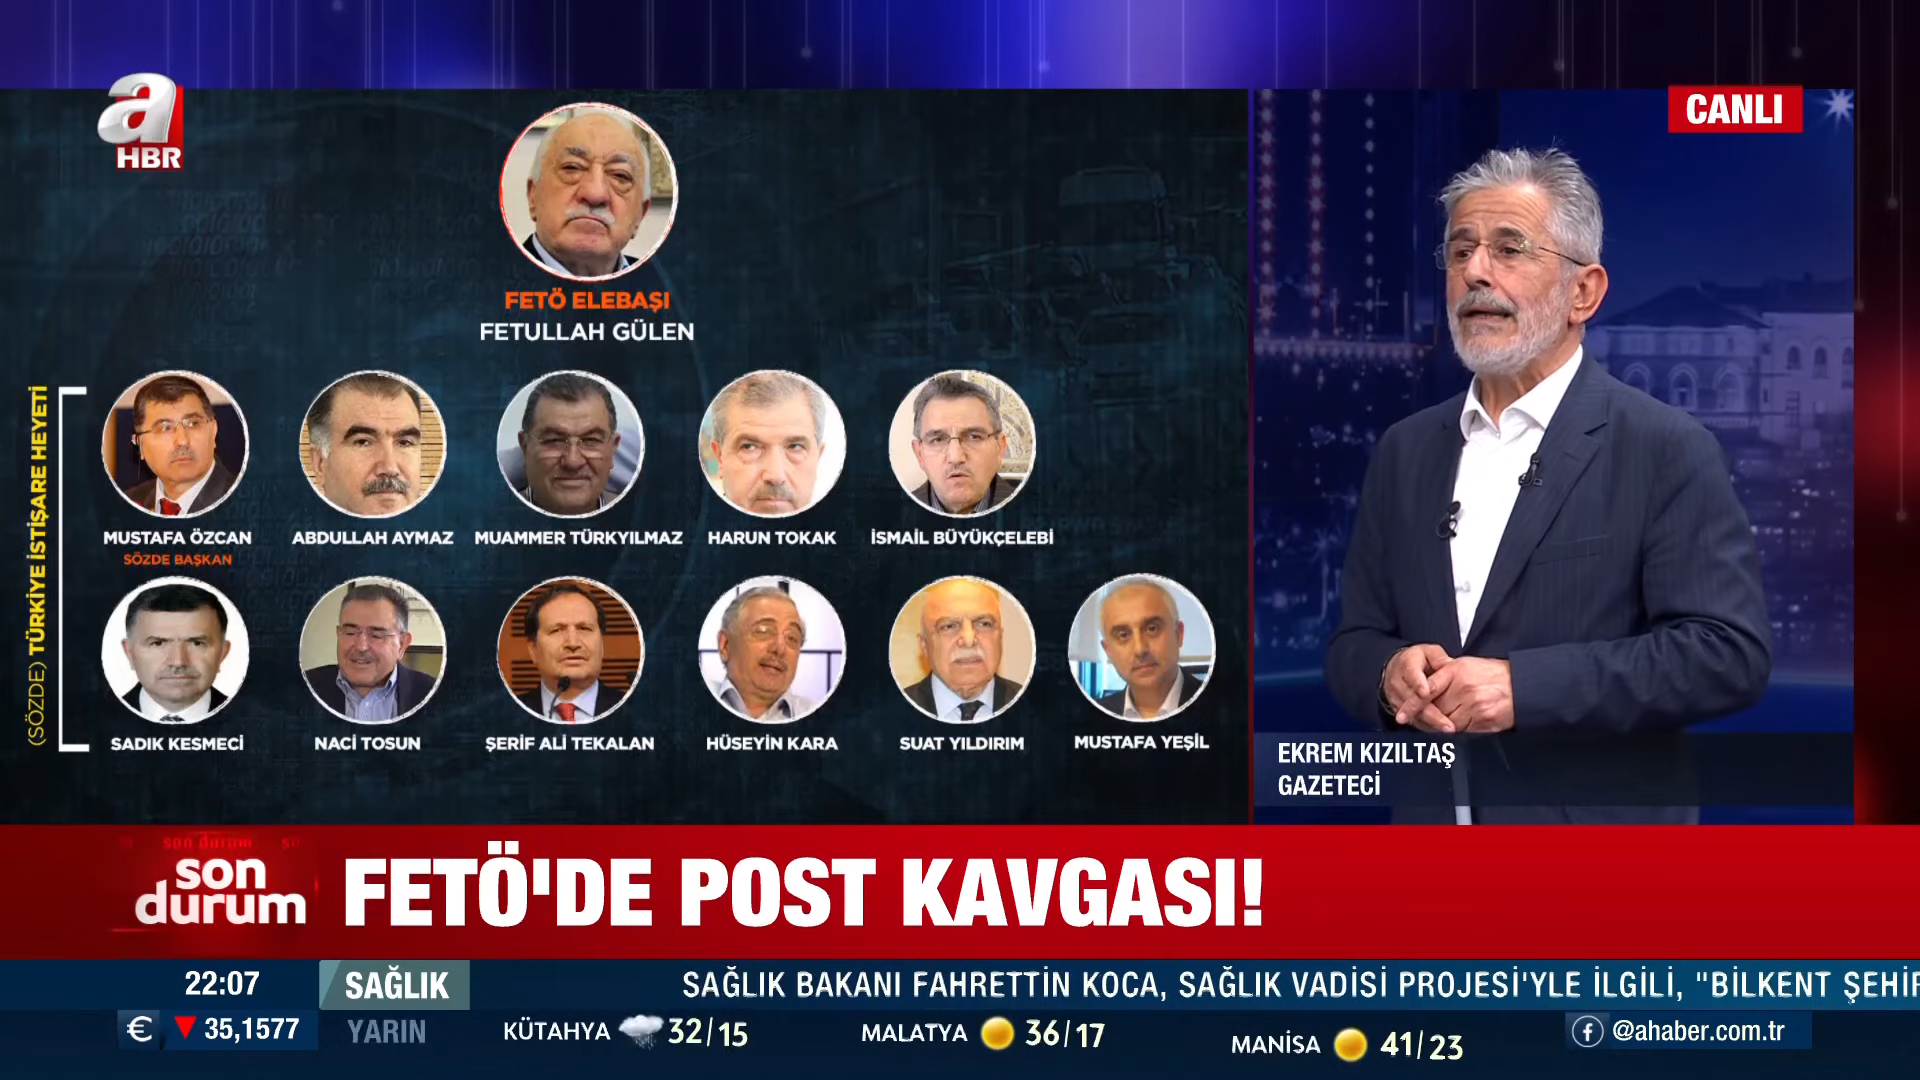 a
HBR
CANLI
FETÖ ELEBAŞI
FETULLAH GÜLEN
(SÖZDE) TÜRKİYE İSTİŞARE HEYETİ
MUSTAFA ÖZCAN
SÖZDE BAŞKAN
ABDULLAH AYMAZ
MUAMMER TÜRKYILMAZ
HARUN TOKAK
İSMAİL BÜYÜKÇELEBİ
SADIK KESMECİ
NACİ TOSUN
ŞERİF ALİ TEKALAN
HÜSEYİN KARA
SUAT YILDIRIM
MUSTAFA YEŞİL
EKREM KIZILTAŞ
GAZETECİ
son durum
son
durum
FETÖ'DE POST KAVGASI!
22:07
SAĞLIK
SAĞLIK BAKANI FAHRETTİN KOCA, SAĞLIK VADİSİ PROJESİ'YLE İLGİLİ, "BİLKENT ŞEHİR
€ 35,1577
YARIN
KÜTAHYA 32/15
MALATYA 36/17
MANİSA 41/23
@ahaber.com.tr